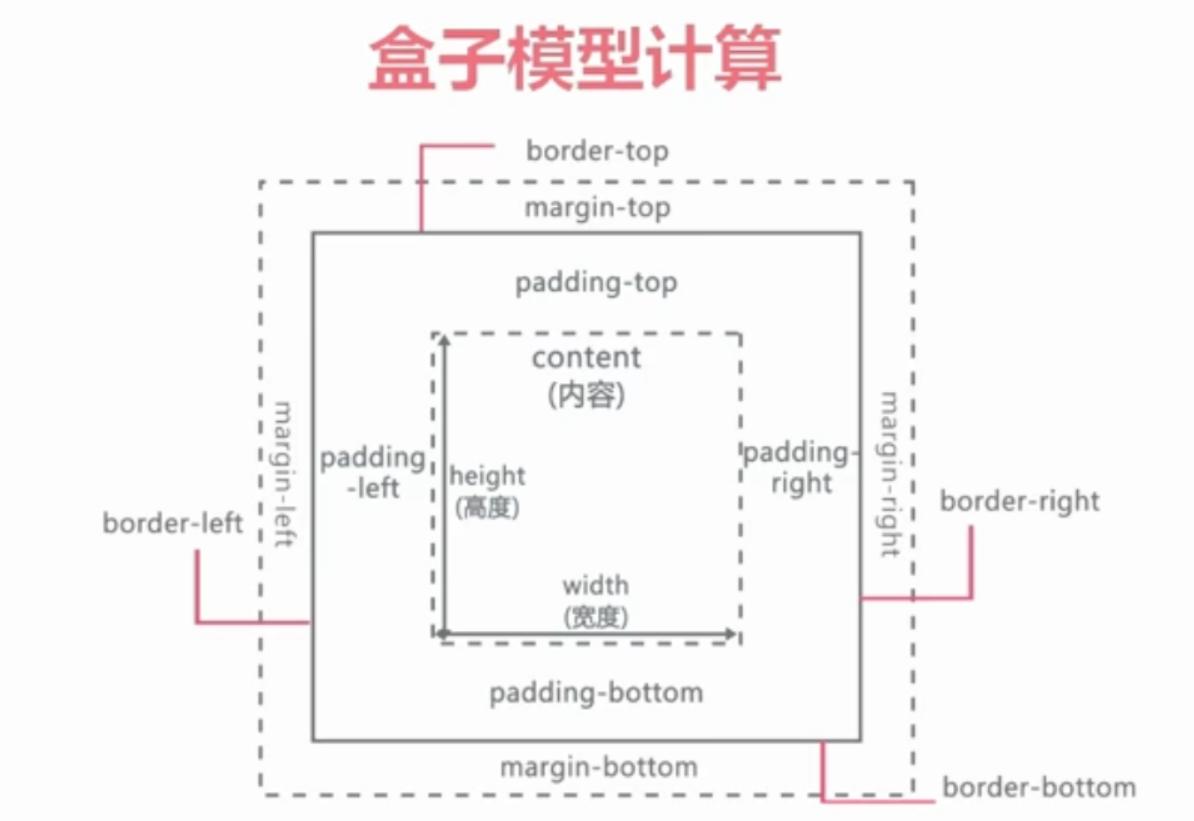 盒子模型计算
border-top
margin-top
padding-top
content
(内容)
margin-left
padding
-left
height
(高度)
padding-
right
margin-right
border-left
border-right
width
(宽度)
padding-bottom
margin-bottom
border-bottom